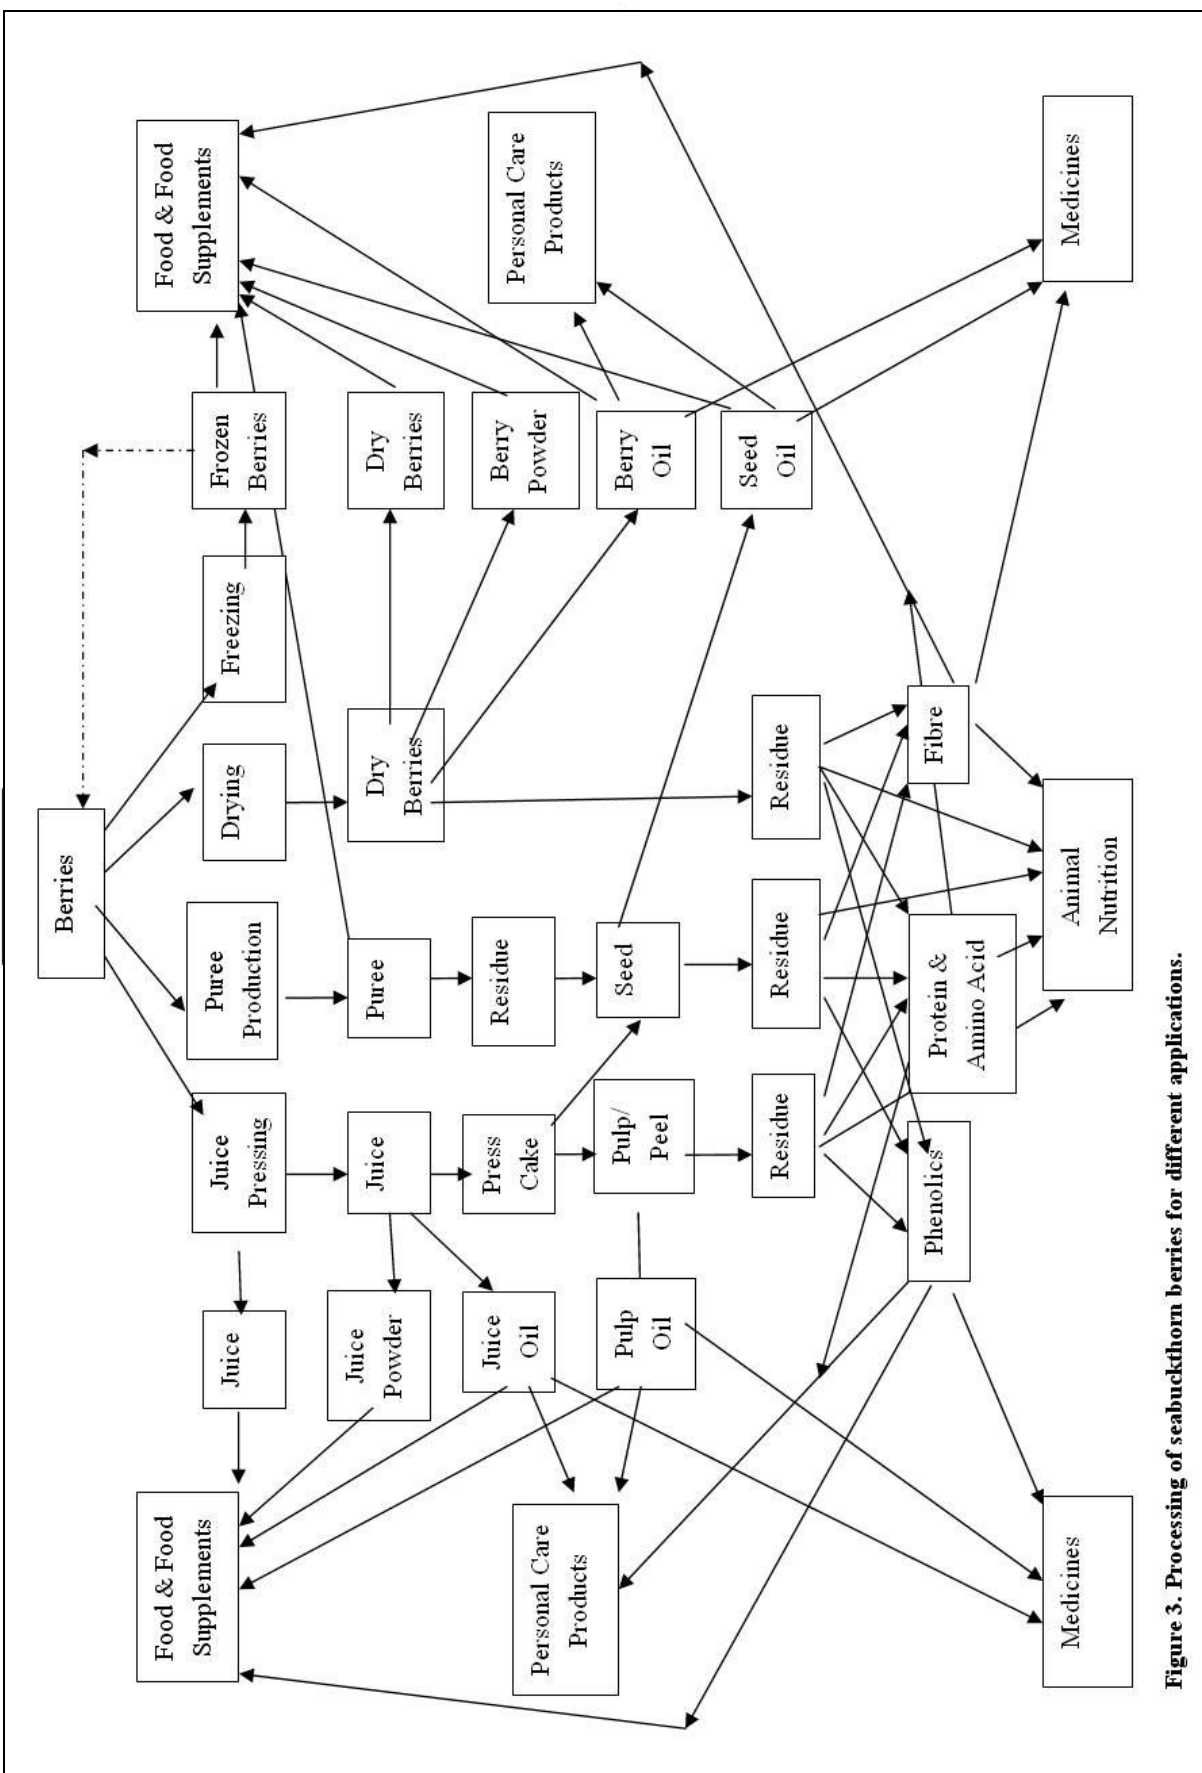 Berries
Food & Food
Supplements
Juice
Juice
Pressing
Puree
Production
Drying
Freezing
Frozen
Berries
Food & Food
Supplements
Juice
Powder
Juice
Puree
Dry
Berries
Dry
Berries
Juice
Oil
Press
Cake
Residue
Berry
Powder
Personal Care
Products
Personal Care
Products
Pulp
Oil
Pulp/
Peel
Seed
Berry
Oil
Residue
Residue
Residue
Seed
Oil
Phenolics
Protein &
Amino Acid
Fibre
Medicines
Animal
Nutrition
Medicines
Figure 3. Processing of seabuckthorn berries for different applications.